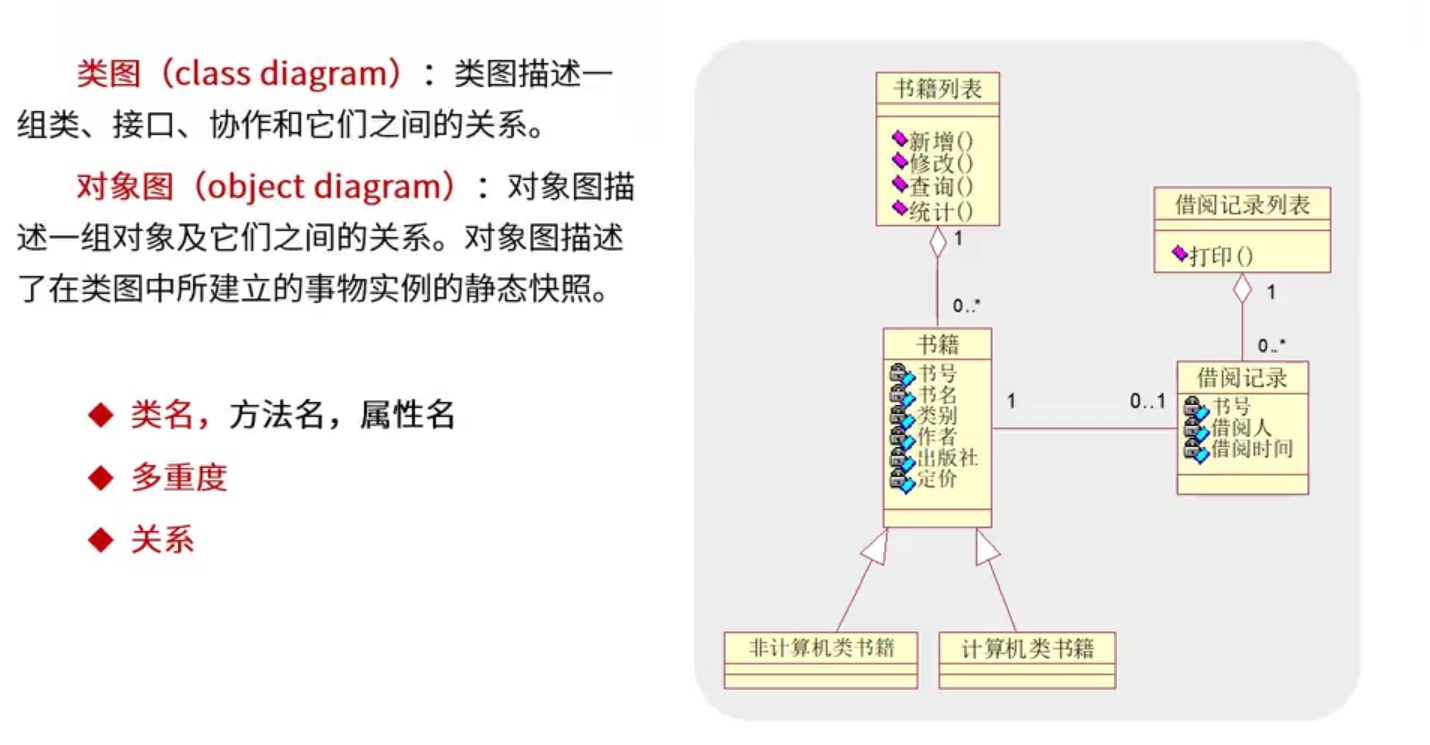 类图（class diagram）：类图描述一
组类、接口、协作和它们之间的关系。
对象图（object diagram）：对象图描
述一组对象及它们之间的关系。对象图描述
了在类图中所建立的事物实例的静态快照。
◆ 类名，方法名，属性名
◆ 多重度
◆ 关系
书籍列表
新增()
修改()
查询()
统计()
1
0..*
借阅记录列表
打印()
1
0..*
书籍
书号
书名
类别
作者
出版社
定价
1
0..1
借阅记录
书号
借阅人
借阅时间
非计算机类书籍
计算机类书籍